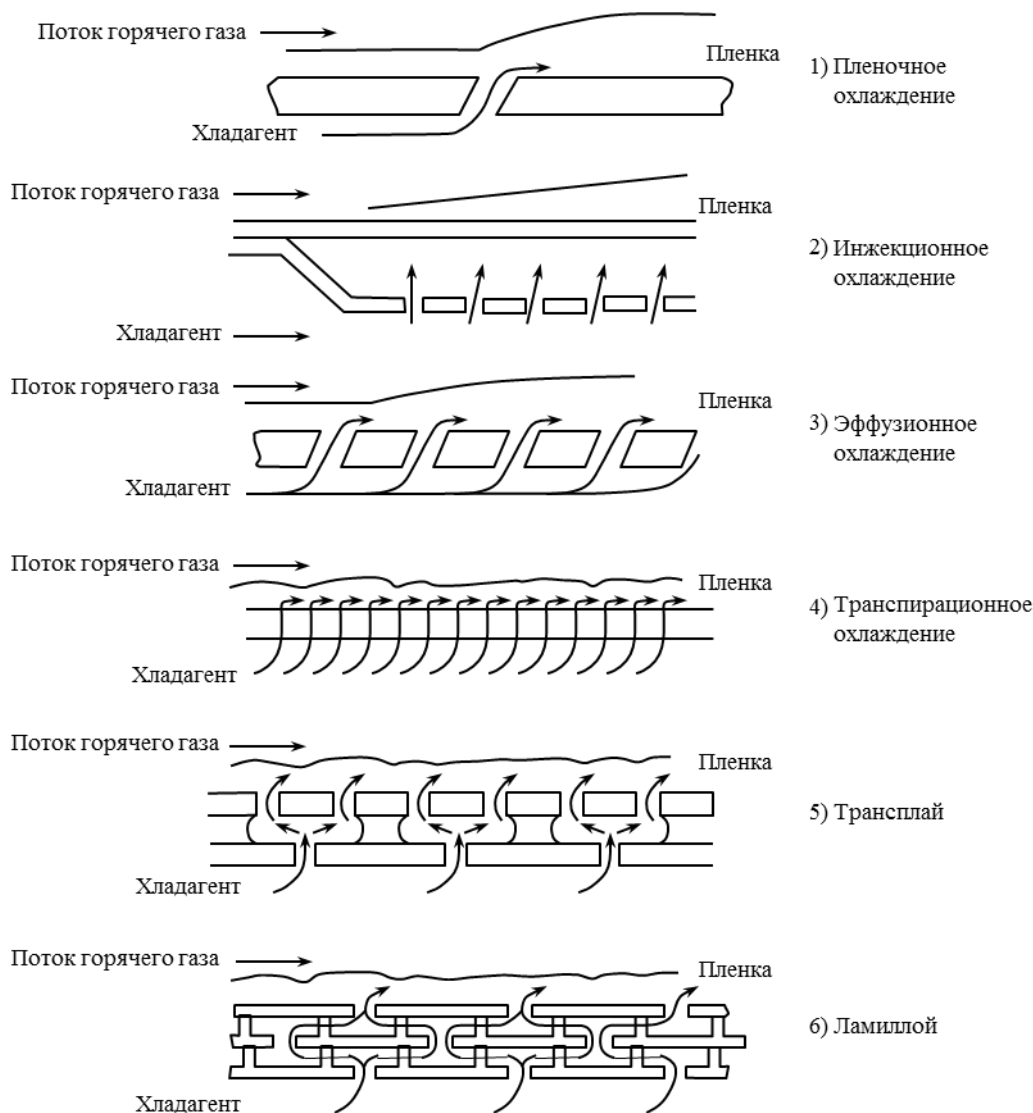 Поток горячего газа
Пленка
1) Пленочное
охлаждение
Хладагент
Поток горячего газа
Пленка
2) Инжекционное
охлаждение
Хладагент
Поток горячего газа
Пленка
3) Эффузионное
охлаждение
Хладагент
Поток горячего газа
Пленка
4) Транспирационное
охлаждение
Хладагент
Поток горячего газа
Пленка
5) Трансплай
Хладагент
Поток горячего газа
Пленка
6) Ламиллой
Хладагент